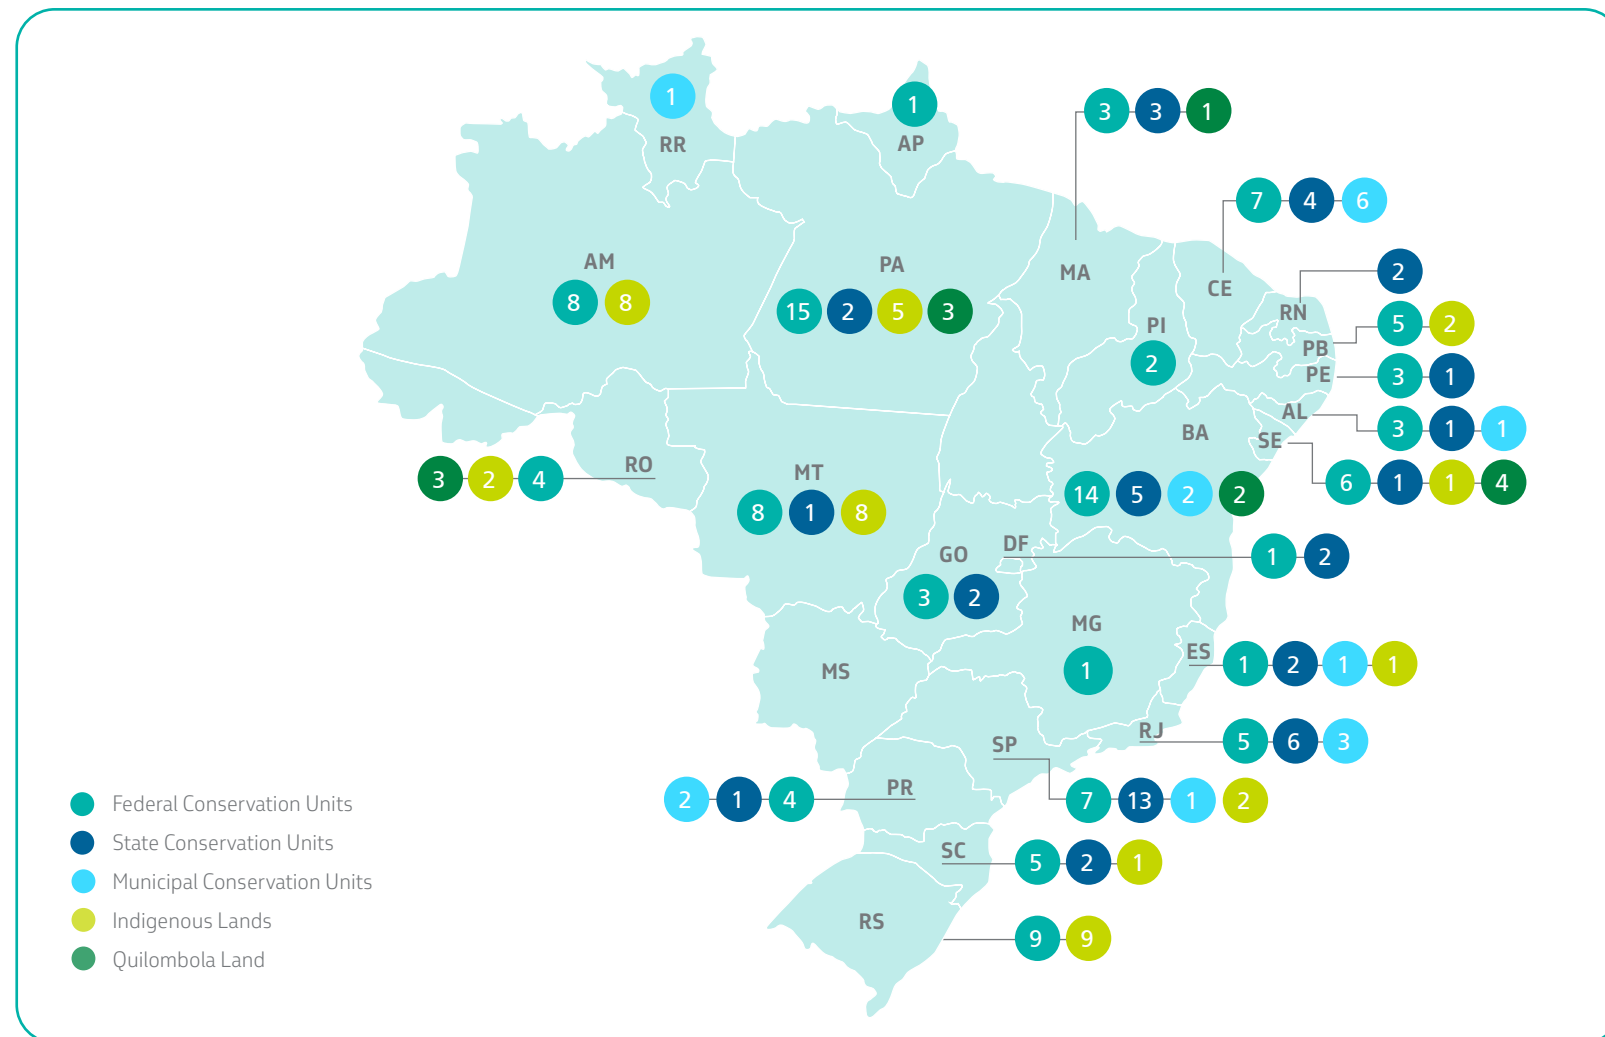 1
RR
1
AP
3 3 1
MA
7 4 6
CE
AM
8 8
PA
15 2 5 3
PI
2
2
RN
5 2
PB
3 1
PE
3 1 1
AL
6 1 1 4
SE
BA
14 5 2 2
RO
3 2 4
MT
8 1 8
GO
3 2
DF
1 2
MG
1
ES
1 2 1 1
MS
RJ
5 6 3
SP
7 13 1 2
PR
2 1 4
SC
5 2 1
RS
9 9
Federal Conservation Units
State Conservation Units
Municipal Conservation Units
Indigenous Lands
Quilombola Land